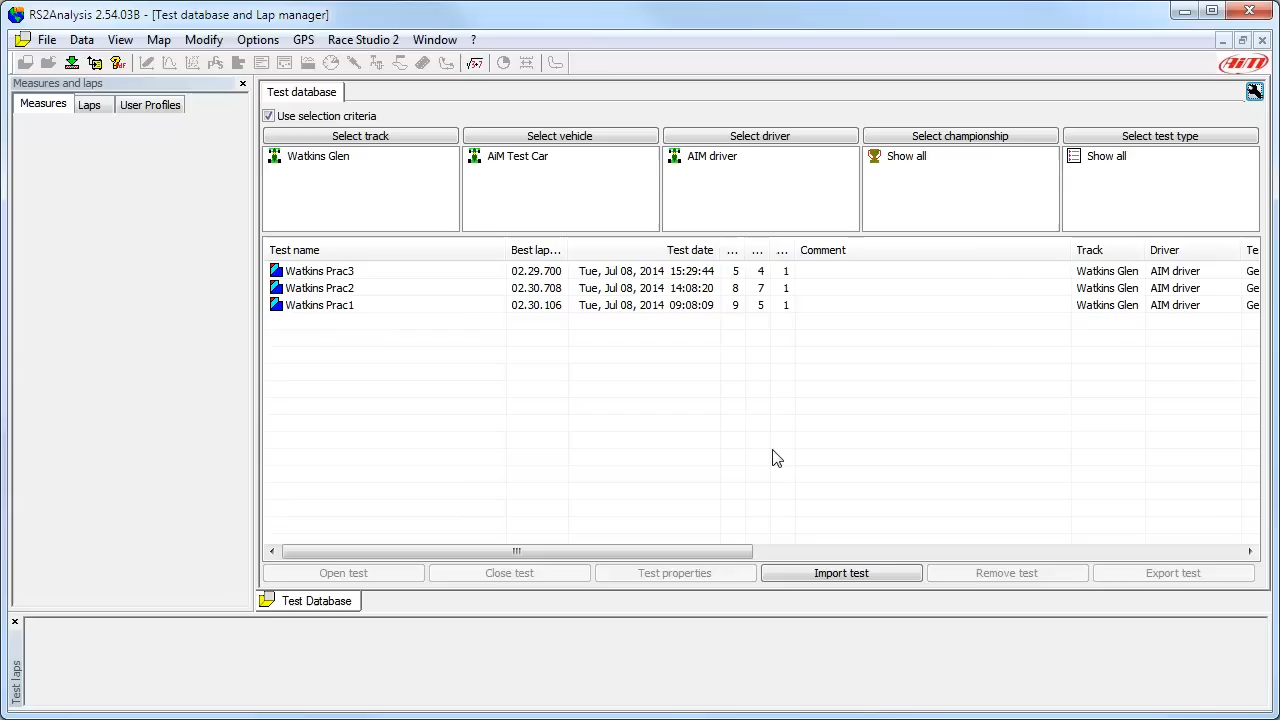 RS2Analysis 2.54.03B - [Test database and Lap manager]
File Data View Map Modify Options GPS Race Studio 2 Window ?
AiM
Measures and laps
Measures Laps User Profiles
Test database
Use selection criteria
Select track Select vehicle Select driver Select championship Select test type
Watkins Glen AiM Test Car AIM driver Show all Show all
Test name Best lap... Test date ... ... ... Comment Track Driver Te
Watkins Prac3 02.29.700 Tue, Jul 08, 2014 15:29:44 5 4 1 Watkins Glen AIM driver Ge
Watkins Prac2 02.30.708 Tue, Jul 08, 2014 14:08:20 8 7 1 Watkins Glen AIM driver Ge
Watkins Prac1 02.30.106 Tue, Jul 08, 2014 09:08:09 9 5 1 Watkins Glen AIM driver Ge
Open test Close test Test properties Import test Remove test Export test
Test Database
Test laps